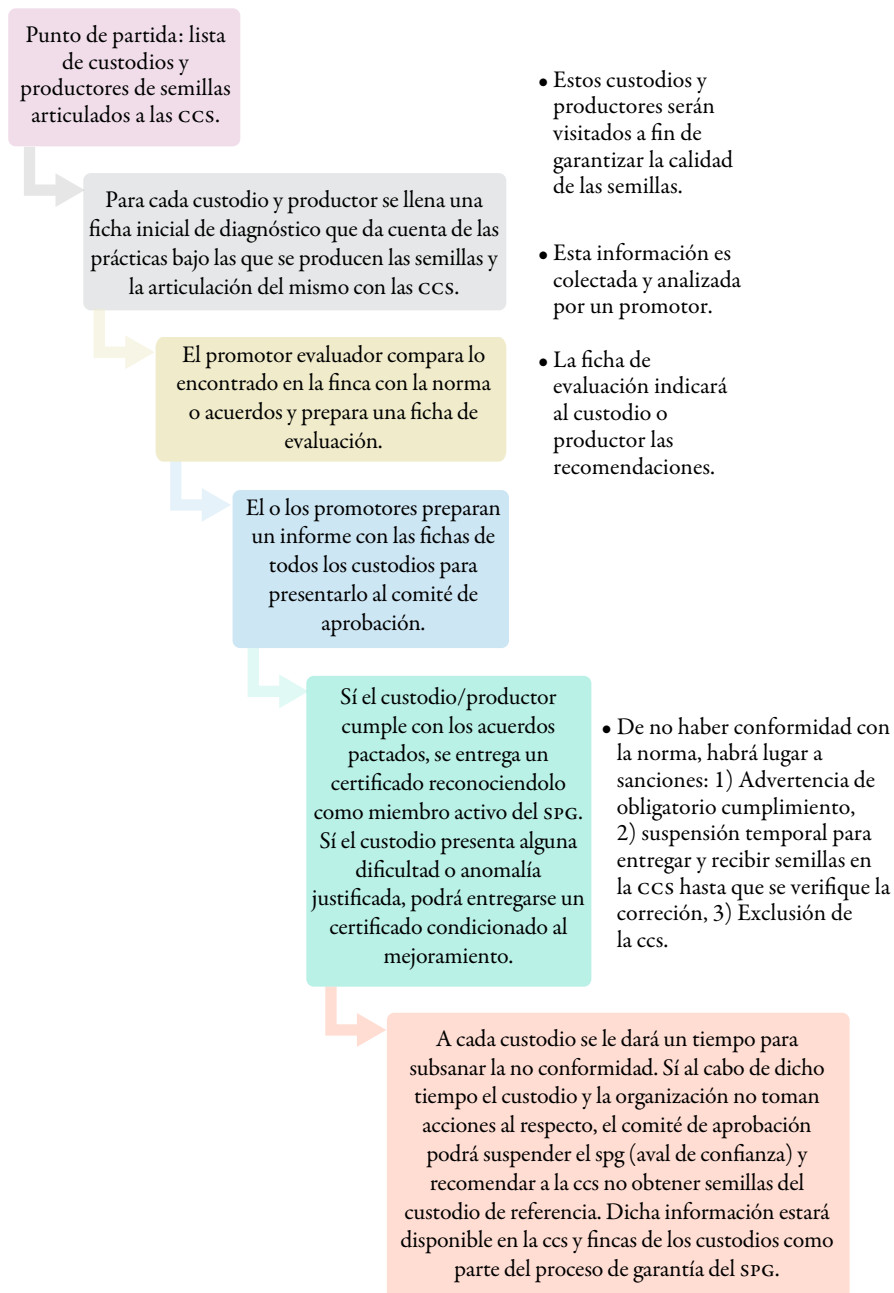 Punto de partida: lista
de custodios y
productores de semillas
articulados a las CCS.
• Estos custodios y
productores serán
visitados a fin de
garantizar la calidad
de las semillas.
Para cada custodio y productor se llena una
ficha inicial de diagnóstico que da cuenta de las
prácticas bajo las que se producen las semillas y
la articulación del mismo con las CCS.
• Esta información es
colectada y analizada
por un promotor.
El promotor evaluador compara lo
encontrado en la finca con la norma
o acuerdos y prepara una ficha de
evaluación.
• La ficha de
evaluación indicará
al custodio o
productor las
recomendaciones.
El o los promotores preparan
un informe con las fichas de
todos los custodios para
presentarlo al comité de
aprobación.
Sí el custodio/productor
cumple con los acuerdos
pactados, se entrega un
certificado reconociendolo
como miembro activo del SPG.
Sí el custodio presenta alguna
dificultad o anomalía
justificada, podrá entregarse un
certificado condicionado al
mejoramiento.
• De no haber conformidad con
la norma, habrá lugar a
sanciones: 1) Advertencia de
obligatorio cumplimiento,
2) suspensión temporal para
entregar y recibir semillas en
la CCS hasta que se verifique la
correción, 3) Exclusión de
la ccs.
A cada custodio se le dará un tiempo para
subsanar la no conformidad. Sí al cabo de dicho
tiempo el custodio y la organización no toman
acciones al respecto, el comité de aprobación
podrá suspender el spg (aval de confianza) y
recomendar a la ccs no obtener semillas del
custodio de referencia. Dicha información estará
disponible en la ccs y fincas de los custodios como
parte del proceso de garantía del SPG.